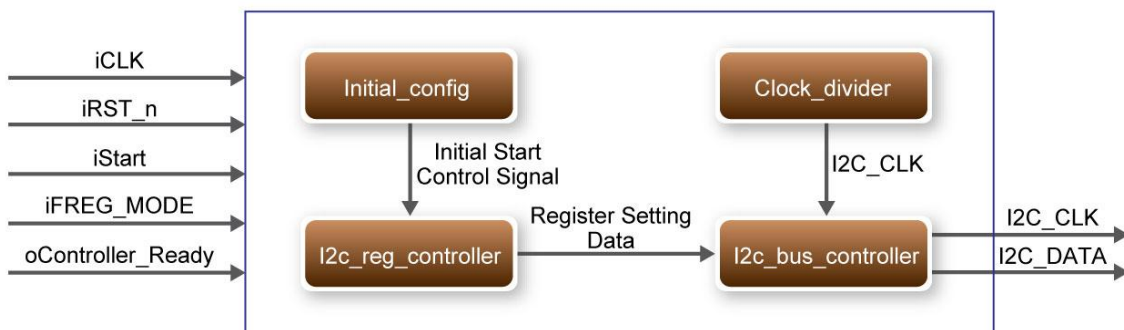 iCLK
iRST_n
iStart
iFREG_MODE
oController_Ready
Initial_config
Clock_divider
Initial Start
Control Signal
I2C_CLK
I2c_reg_controller
Register Setting
Data
I2c_bus_controller
I2C_CLK
I2C_DATA